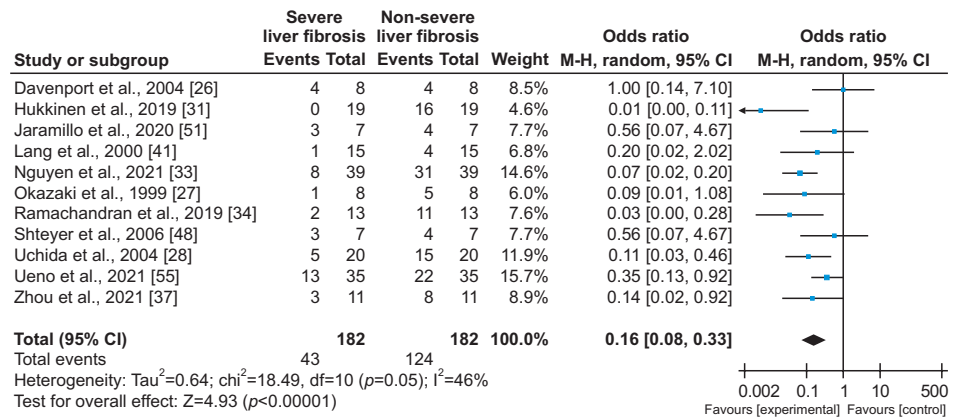 Severe Non-severe
liver fibrosis liver fibrosis Odds ratio Odds ratio
Study or subgroup Events Total Events Total Weight M-H, random, 95% CI M-H, random, 95% CI
Davenport et al., 2004 [26] 4 8 4 8 8.5% 1.00 [0.14, 7.10]
Hukkinen et al., 2019 [31] 0 19 16 19 4.6% 0.01 [0.00, 0.11]
Jaramillo et al., 2020 [51] 3 7 4 7 7.7% 0.56 [0.07, 4.67]
Lang et al., 2000 [41] 1 15 4 15 6.8% 0.20 [0.02, 2.02]
Nguyen et al., 2021 [33] 8 39 31 39 14.6% 0.07 [0.02, 0.20]
Okazaki et al., 1999 [27] 1 8 5 8 6.0% 0.09 [0.01, 1.08]
Ramachandran et al., 2019 [34] 2 13 11 13 7.6% 0.03 [0.00, 0.28]
Shteyer et al., 2006 [48] 3 7 4 7 7.7% 0.56 [0.07, 4.67]
Uchida et al., 2004 [28] 5 20 15 20 11.9% 0.11 [0.03, 0.46]
Ueno et al., 2021 [55] 13 35 22 35 15.7% 0.35 [0.13, 0.92]
Zhou et al., 2021 [37] 3 11 8 11 8.9% 0.14 [0.02, 0.92]
Total (95% CI) 182 182 100.0% 0.16 [0.08, 0.33]
Total events 43 124
Heterogeneity: Tau²=0.64; chi²=18.49, df=10 (p=0.05); I²=46%
Test for overall effect: Z=4.93 (p<0.00001)
0.002 0.1 1 10 500
Favours [experimental] Favours [control]